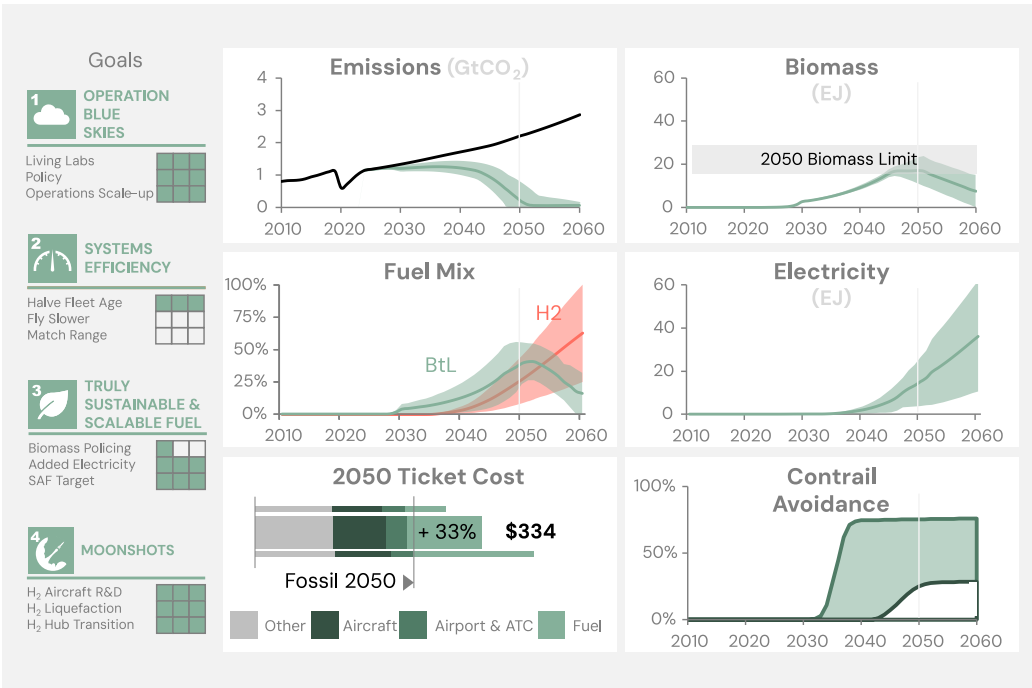 Goals
1
OPERATION
BLUE
SKIES
Living Labs
Policy
Operations Scale-up
2
SYSTEMS
EFFICIENCY
Halve Fleet Age
Fly Slower
Match Range
3
TRULY
SUSTAINABLE &
SCALABLE FUEL
Biomass Policing
Added Electricity
SAF Target
4
MOONSHOTS
H₂ Aircraft R&D
H₂ Liquefaction
H₂ Hub Transition
Emissions (GtCO₂)
4
3
2
1
0
2010 2020 2030 2040 2050 2060
Biomass
(EJ)
60
40
20
0
2050 Biomass Limit
2010 2020 2030 2040 2050 2060
Fuel Mix
100%
75%
50%
25%
0%
H2
BtL
2010 2020 2030 2040 2050 2060
Electricity
(EJ)
60
40
20
0
2010 2020 2030 2040 2050 2060
2050 Ticket Cost
+ 33% $334
Fossil 2050
Other Aircraft Airport & ATC Fuel
Contrail
Avoidance
100%
50%
0%
2010 2020 2030 2040 2050 2060